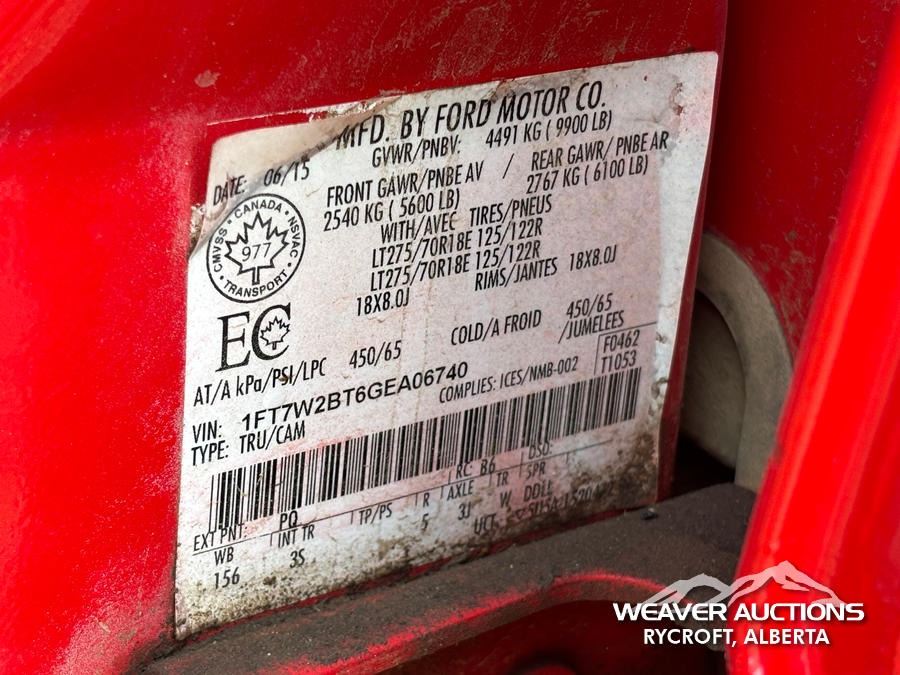 MFD. BY FORD MOTOR CO.
DATE: 06/15 GVWR/PNBV: 4491 KG ( 9900 LB)
FRONT GAWR/PNBE AV / REAR GAWR/ PNBE AR
2540 KG ( 5600 LB) 2767 KG ( 6100 LB)
WITH/AVEC TIRES/PNEUS
LT275/70R18E 125/122R
LT275/70R18E 125/122R
18X8.0J RIMS/JANTES 18X8.0J
CMVSS • CANADA • NSVAC • TRANSPORT
977
EC
AT/A kPa/PSI/LPC 450/65 COLD/A FROID 450/65
/JUMELEES
VIN: 1FT7W2BT6GEA06740 COMPLIES: ICES/NMB-002 F0462
TYPE: TRU/CAM T1053
EXT PNT: PQ RC: B6 DSO:
WB INT TR TP/PS R AXLE TR SPR
156 3S 5 3J W DDLE
UCT
WEAVER AUCTIONS
RYCROFT, ALBERTA